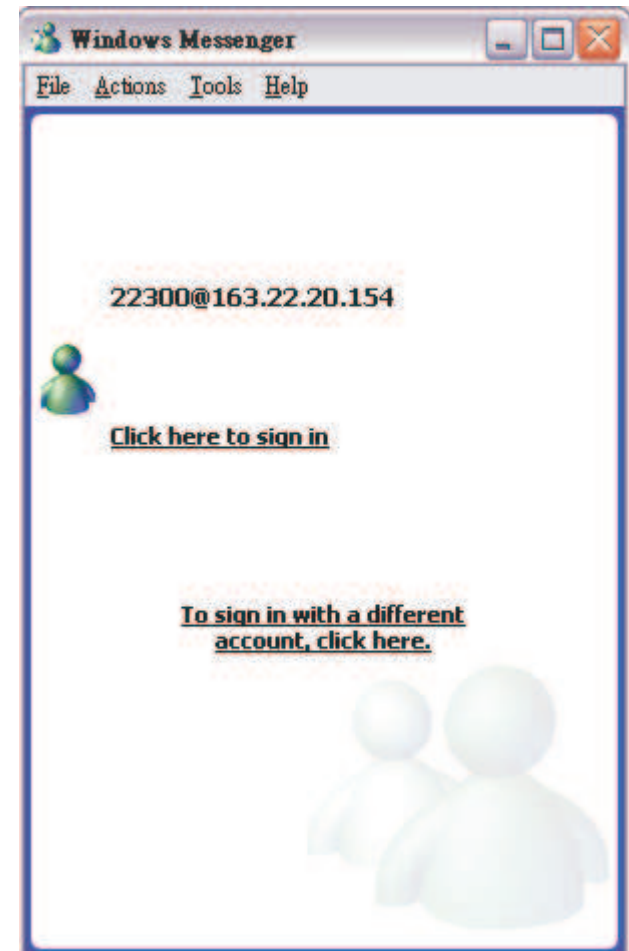 Windows Messenger
File Actions Tools Help
22300@163.22.20.154
Click here to sign in
To sign in with a different
account, click here.